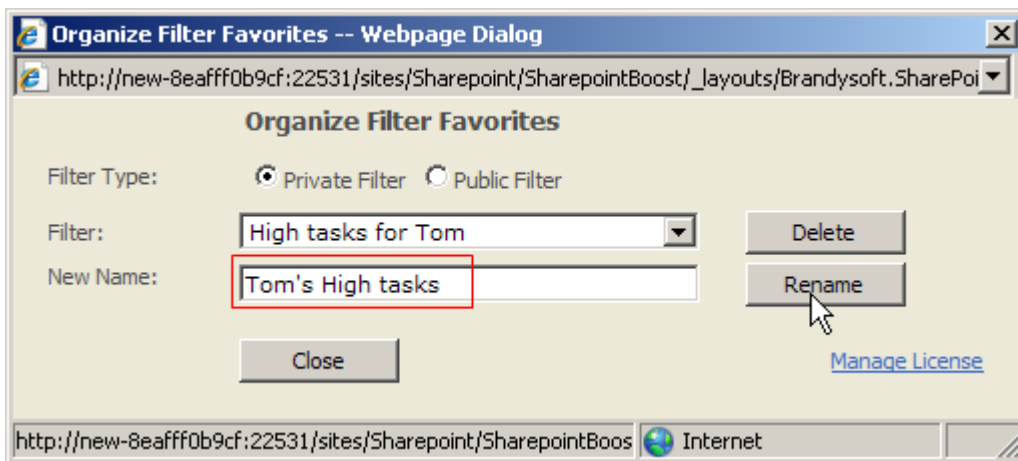 Organize Filter Favorites -- Webpage Dialog
http://new-8eafff0b9cf:22531/sites/Sharepoint/SharepointBoost/_layouts/Brandysoft.SharePoi
Organize Filter Favorites
Filter Type: Private Filter Public Filter
Filter: High tasks for Tom Delete
New Name: Tom's High tasks Rename
Close Manage License
http://new-8eafff0b9cf:22531/sites/Sharepoint/SharepointBoos Internet